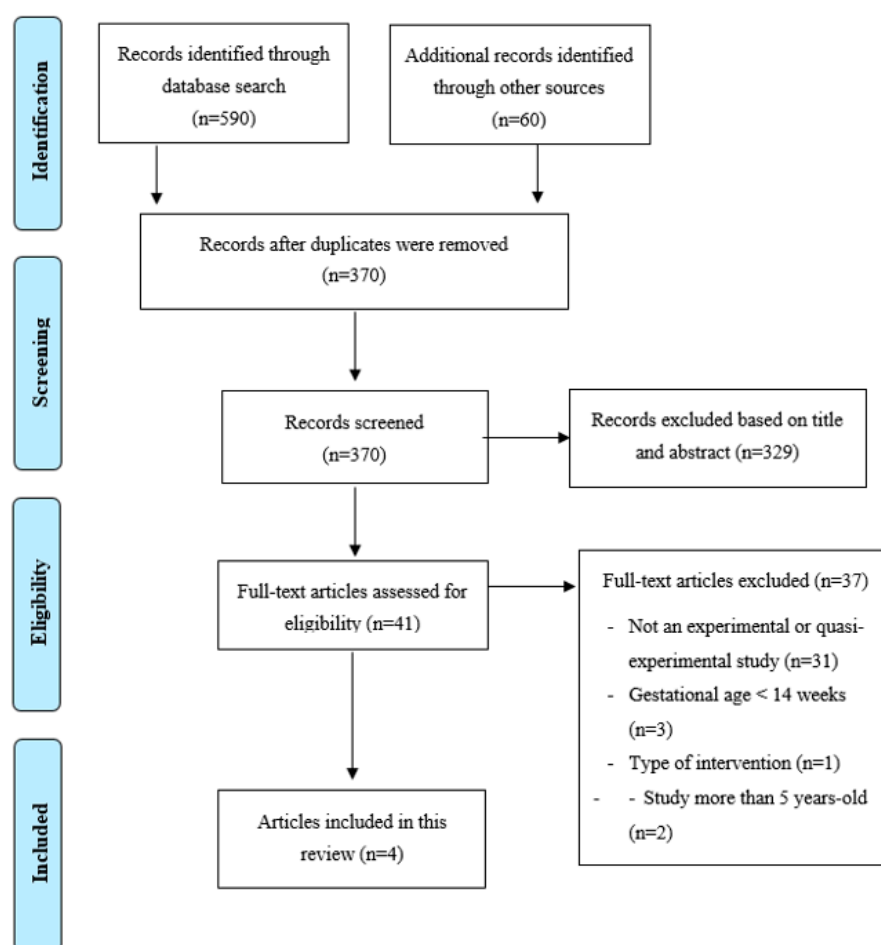 Identification
Records identified through
database search
(n=590)
Additional records identified
through other sources
(n=60)
Records after duplicates were removed
(n=370)
Screening
Records screened
(n=370)
Records excluded based on title
and abstract (n=329)
Eligibility
Full-text articles assessed for
eligibility (n=41)
Full-text articles excluded (n=37)
- Not an experimental or quasi-
experimental study (n=31)
- Gestational age < 14 weeks
(n=3)
- Type of intervention (n=1)
- - Study more than 5 years-old
(n=2)
Included
Articles included in this
review (n=4)